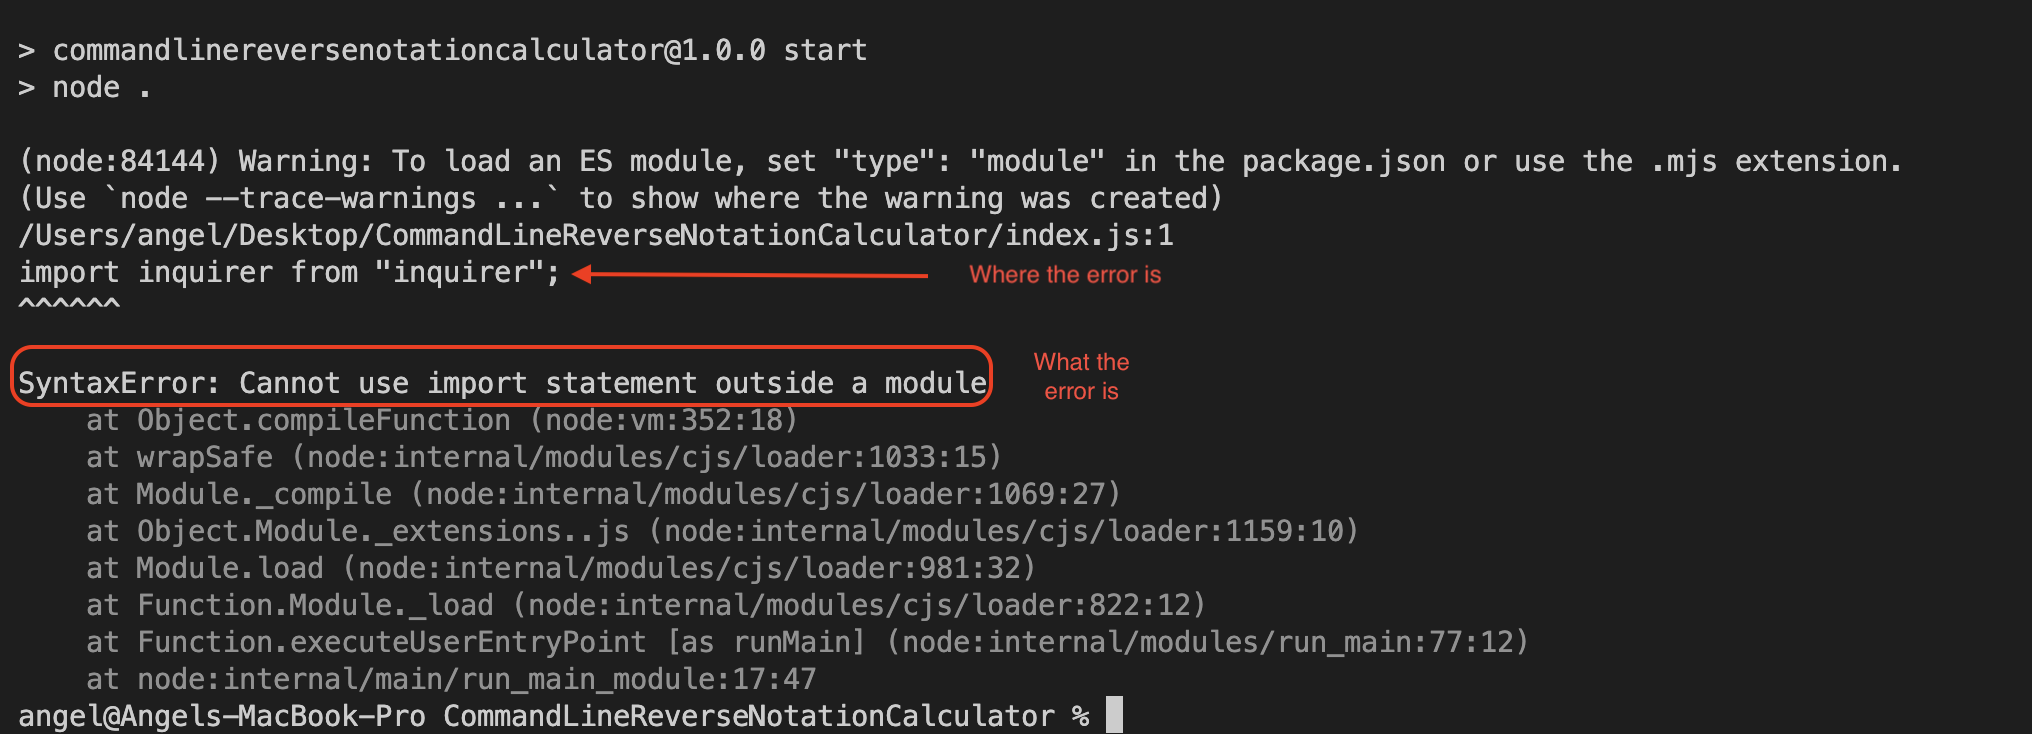 > commandlinereversenotationcalculator@1.0.0 start
> node .
(node:84144) Warning: To load an ES module, set "type": "module" in the package.json or use the .mjs extension.
(Use `node --trace-warnings ...` to show where the warning was created)
/Users/angel/Desktop/CommandLineReverseNotationCalculator/index.js:1
import inquirer from "inquirer";
Where the error is
^^^^^^
SyntaxError: Cannot use import statement outside a module
What the
error is
at Object.compileFunction (node:vm:352:18)
at wrapSafe (node:internal/modules/cjs/loader:1033:15)
at Module._compile (node:internal/modules/cjs/loader:1069:27)
at Object.Module._extensions..js (node:internal/modules/cjs/loader:1159:10)
at Module.load (node:internal/modules/cjs/loader:981:32)
at Function.Module._load (node:internal/modules/cjs/loader:822:12)
at Function.executeUserEntryPoint [as runMain] (node:internal/modules/run_main:77:12)
at node:internal/main/run_main_module:17:47
angel@Angels-MacBook-Pro CommandLineReverseNotationCalculator %